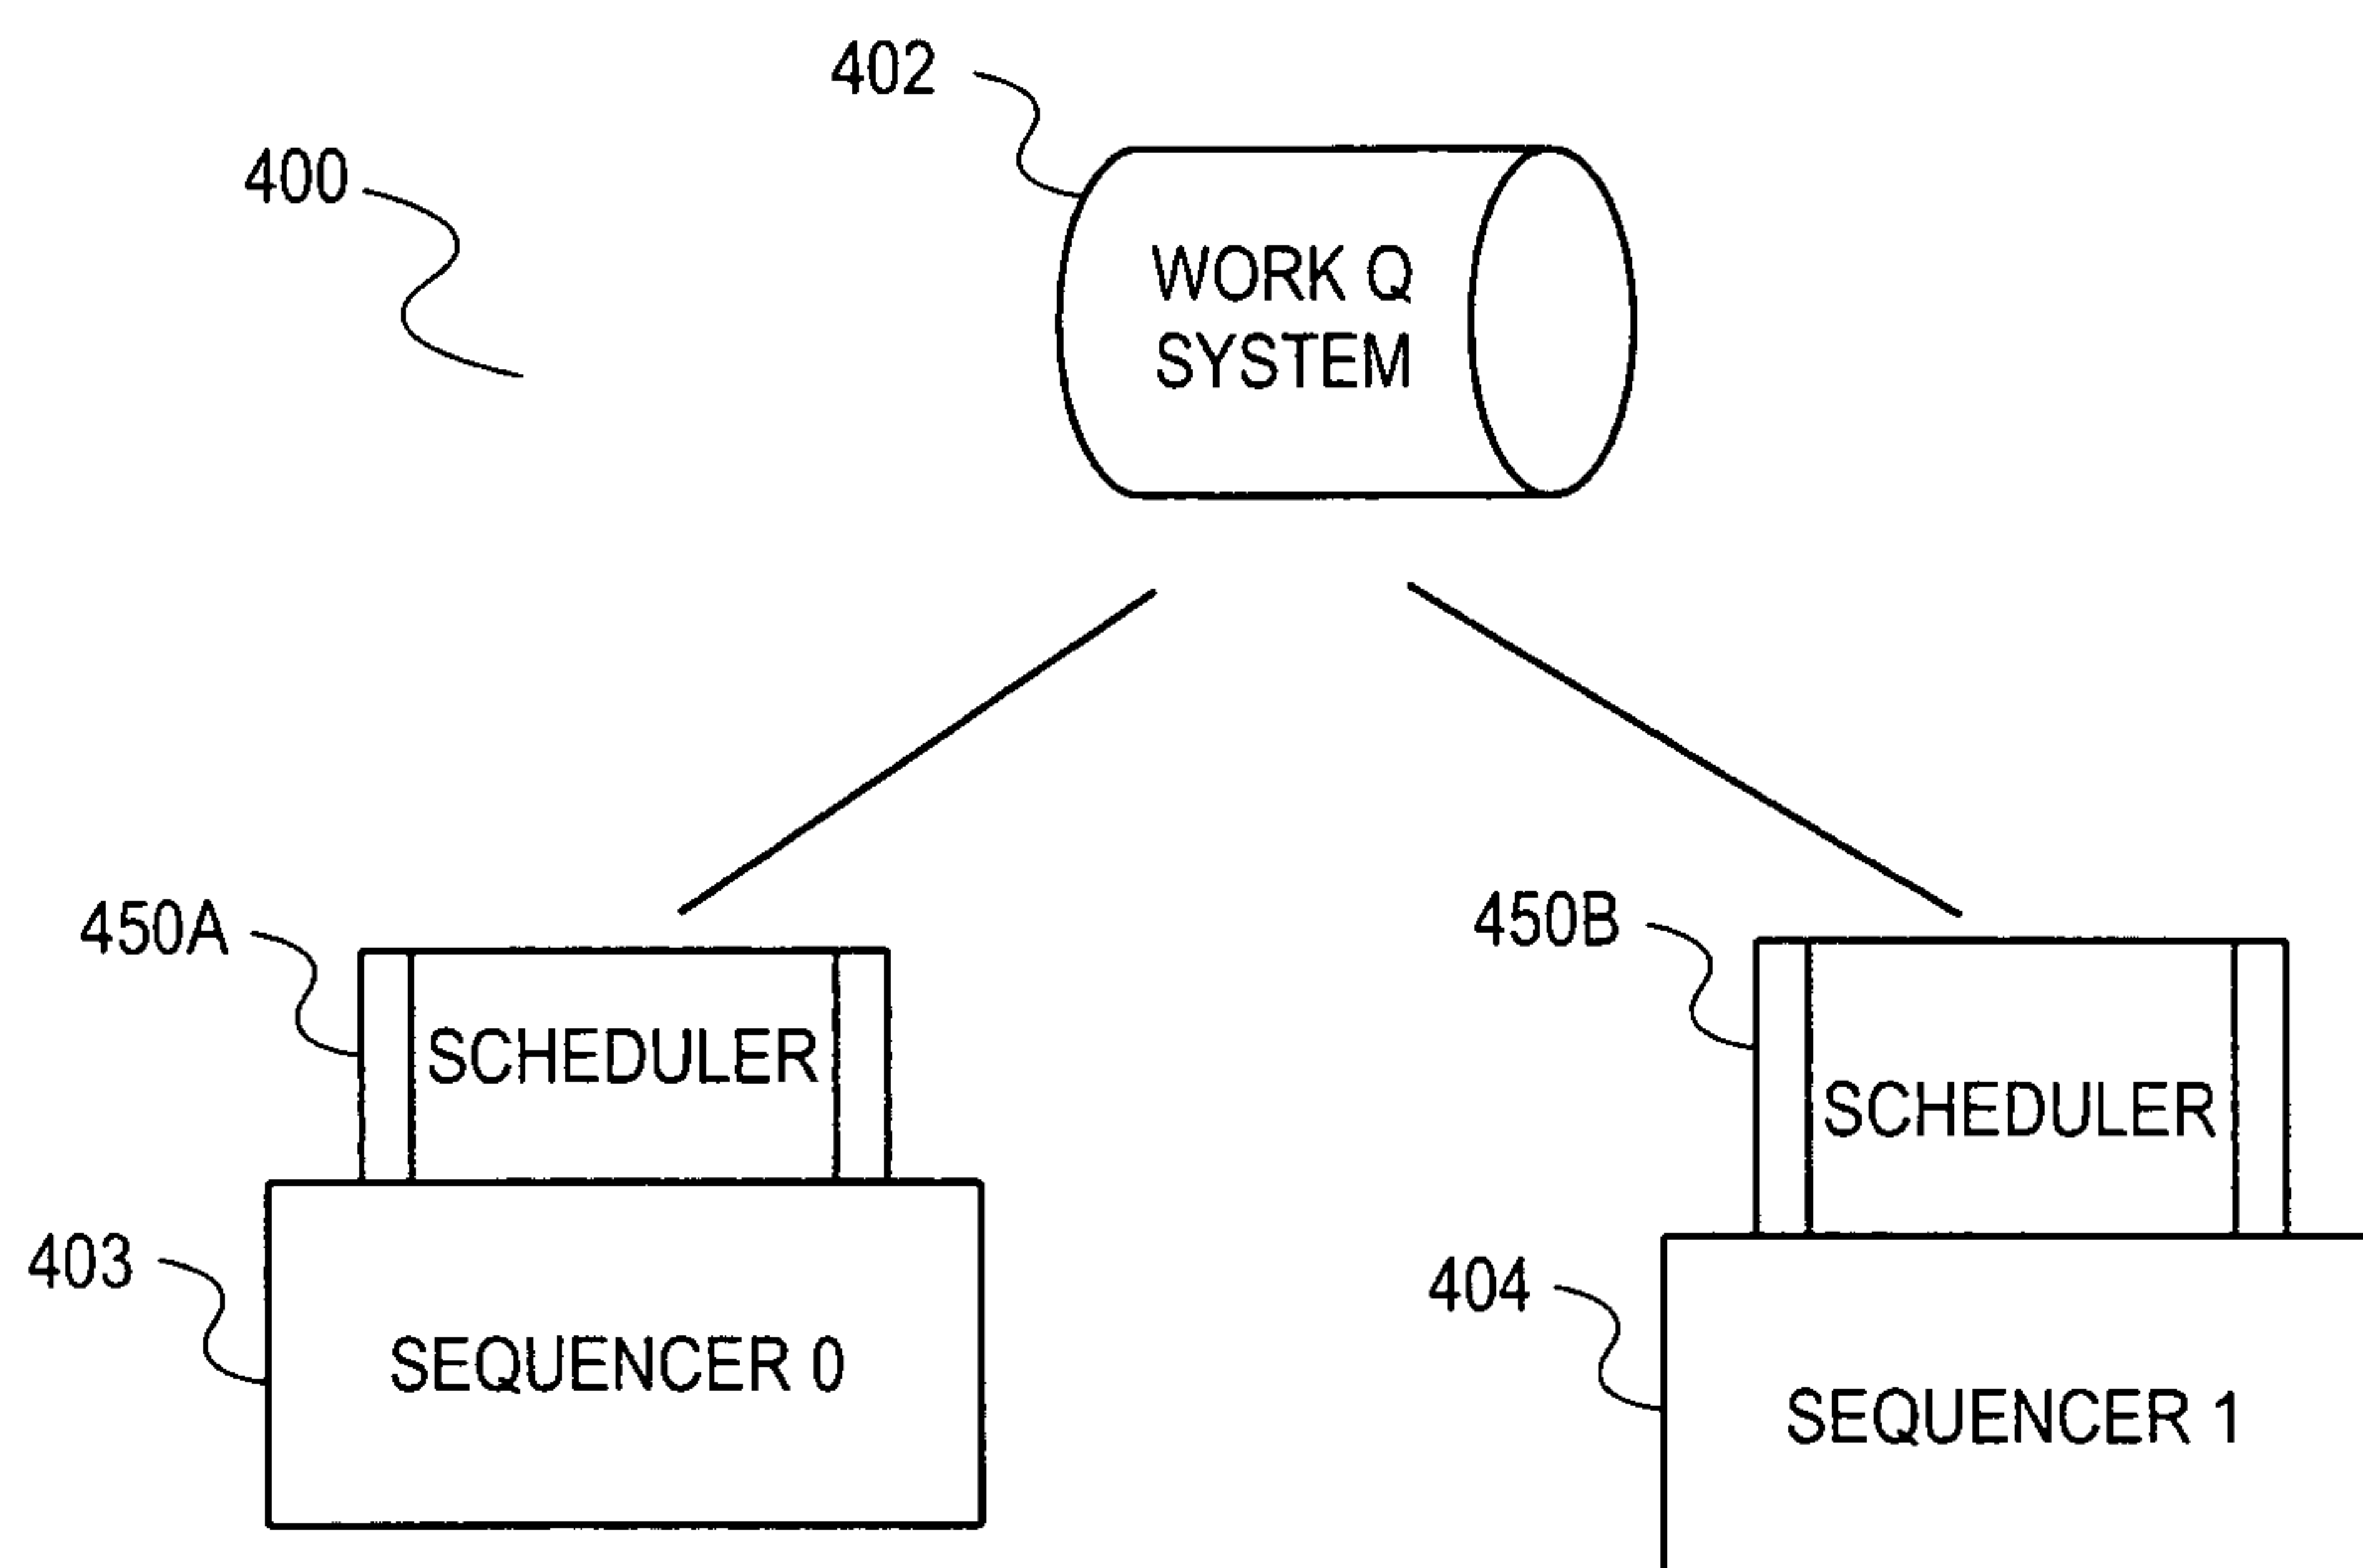 402
400
WORK Q
SYSTEM
450A
450B
SCHEDULER
SCHEDULER
403
404
SEQUENCER 0
SEQUENCER 1